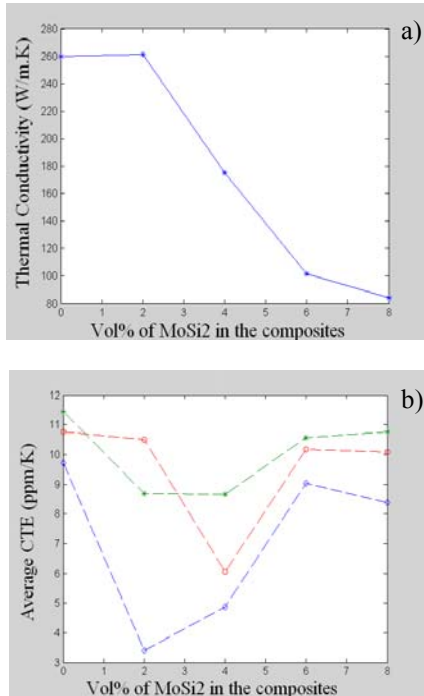 a)
Thermal Conductivity (W/m.K)
280
260
240
220
200
180
160
140
120
100
80
0 1 2 3 4 5 6 7 8
Vol% of MoSi2 in the composites
b)
Average CTE (ppm/K)
12
11
10
9
8
7
6
5
4
3
0 1 2 3 4 5 6 7 8
Vol% of MoSi2 in the composites